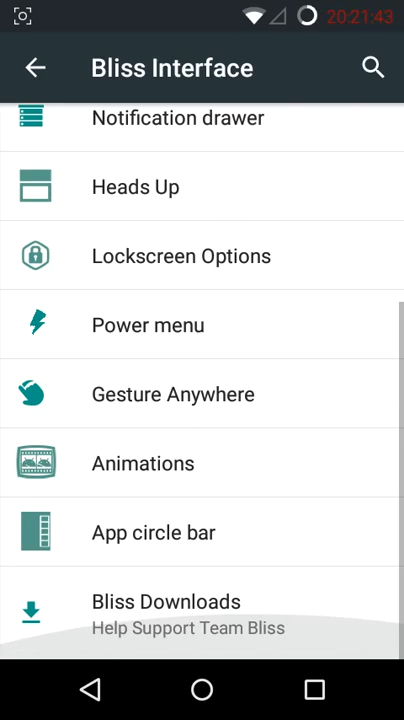 20:21:43
Bliss Interface
Notification drawer
Heads Up
Lockscreen Options
Power menu
Gesture Anywhere
Animations
App circle bar
Bliss Downloads
Help Support Team Bliss